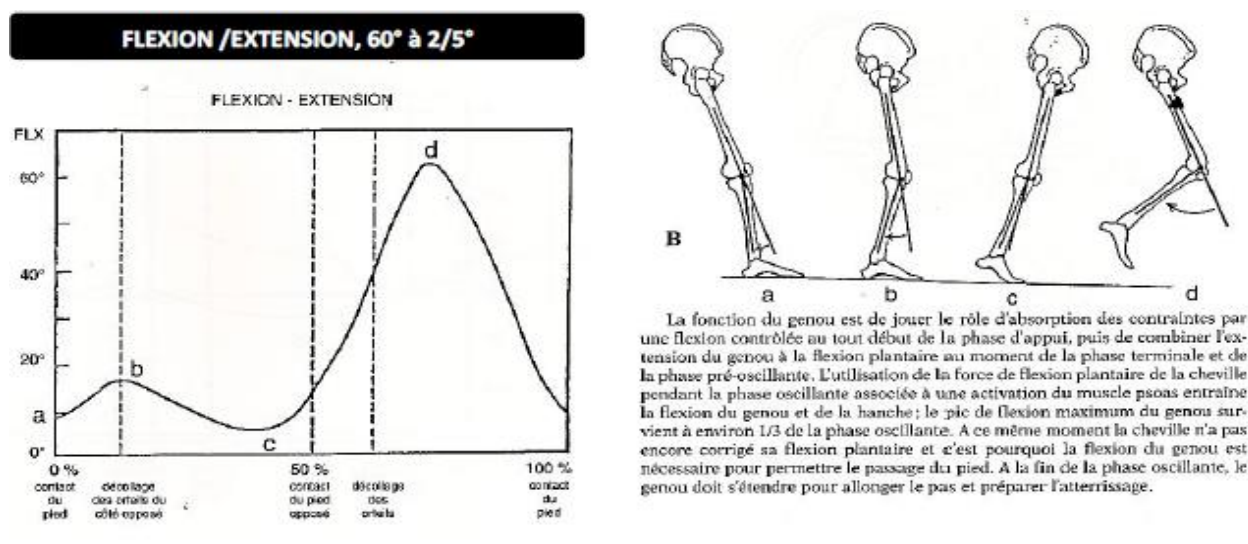 FLEXION /EXTENSION, 60° à 2/5°
FLEXION - EXTENSION
FLX
60°
40°
20°
0°
a
b
c
d
0 %
50 %
100 %
contact
du
pied
décollage
des orteils du
côté opposé
contact
du pied
opposé
décollage
des
orteils
contact
du
pied
B
a
b
c
d
La fonction du genou est de jouer le rôle d'absorption des contraintes par
une flexion contrôlée au tout début de la phase d'appui, puis de combiner l'ex-
tension du genou à la flexion plantaire au moment de la phase terminale et de
la phase pré-oscillante. L'utilisation de la force de flexion plantaire de la cheville
pendant la phase oscillante associée à une activation du muscle psoas entraîne
la flexion du genou et de la hanche ; le pic de flexion maximum du genou sur-
vient à environ 1/3 de la phase oscillante. A ce même moment la cheville n'a pas
encore corrigé sa flexion plantaire et c'est pourquoi la flexion du genou est
nécessaire pour permettre le passage du pied. A la fin de la phase oscillante, le
genou doit s'étendre pour allonger le pas et préparer l'atterrissage.